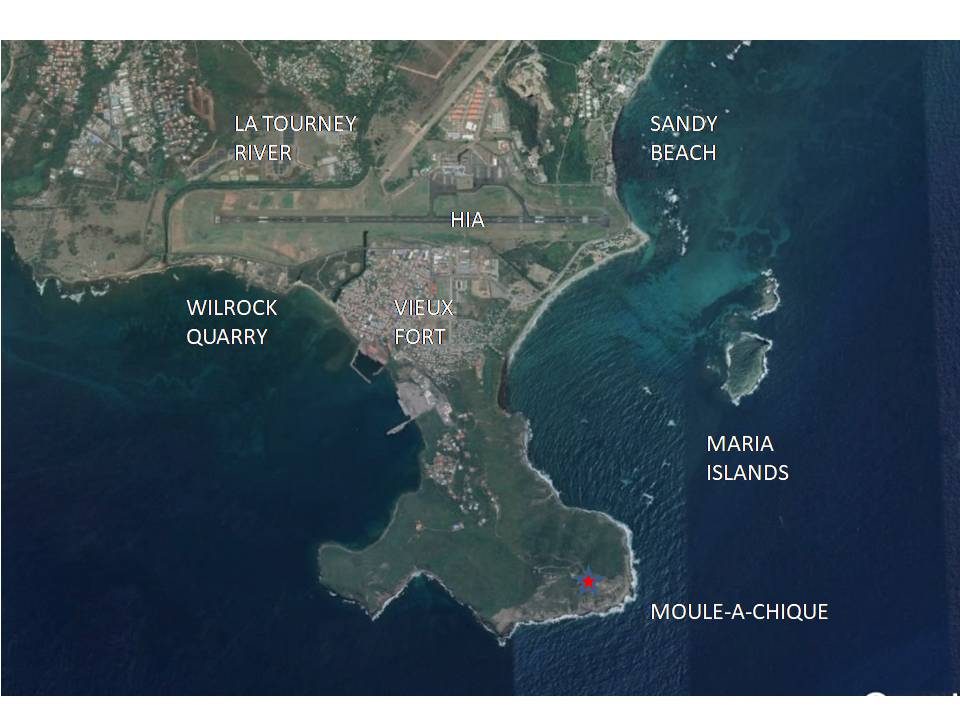 LA TOURNEY
RIVER
SANDY
BEACH
HIA
WILROCK
QUARRY
VIEUX
FORT
MARIA
ISLANDS
MOULE-A-CHIQUE